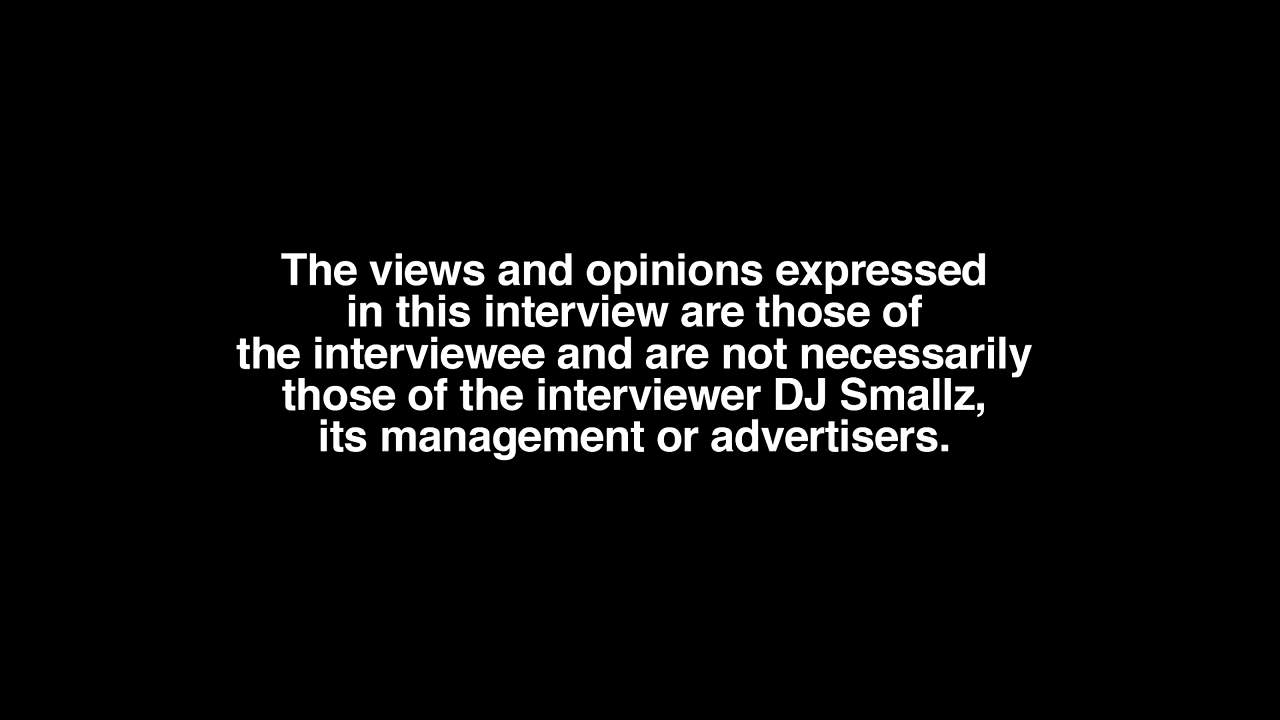 The views and opinions expressed
in this interview are those of
the interviewee and are not necessarily
those of the interviewer DJ Smallz,
its management or advertisers.